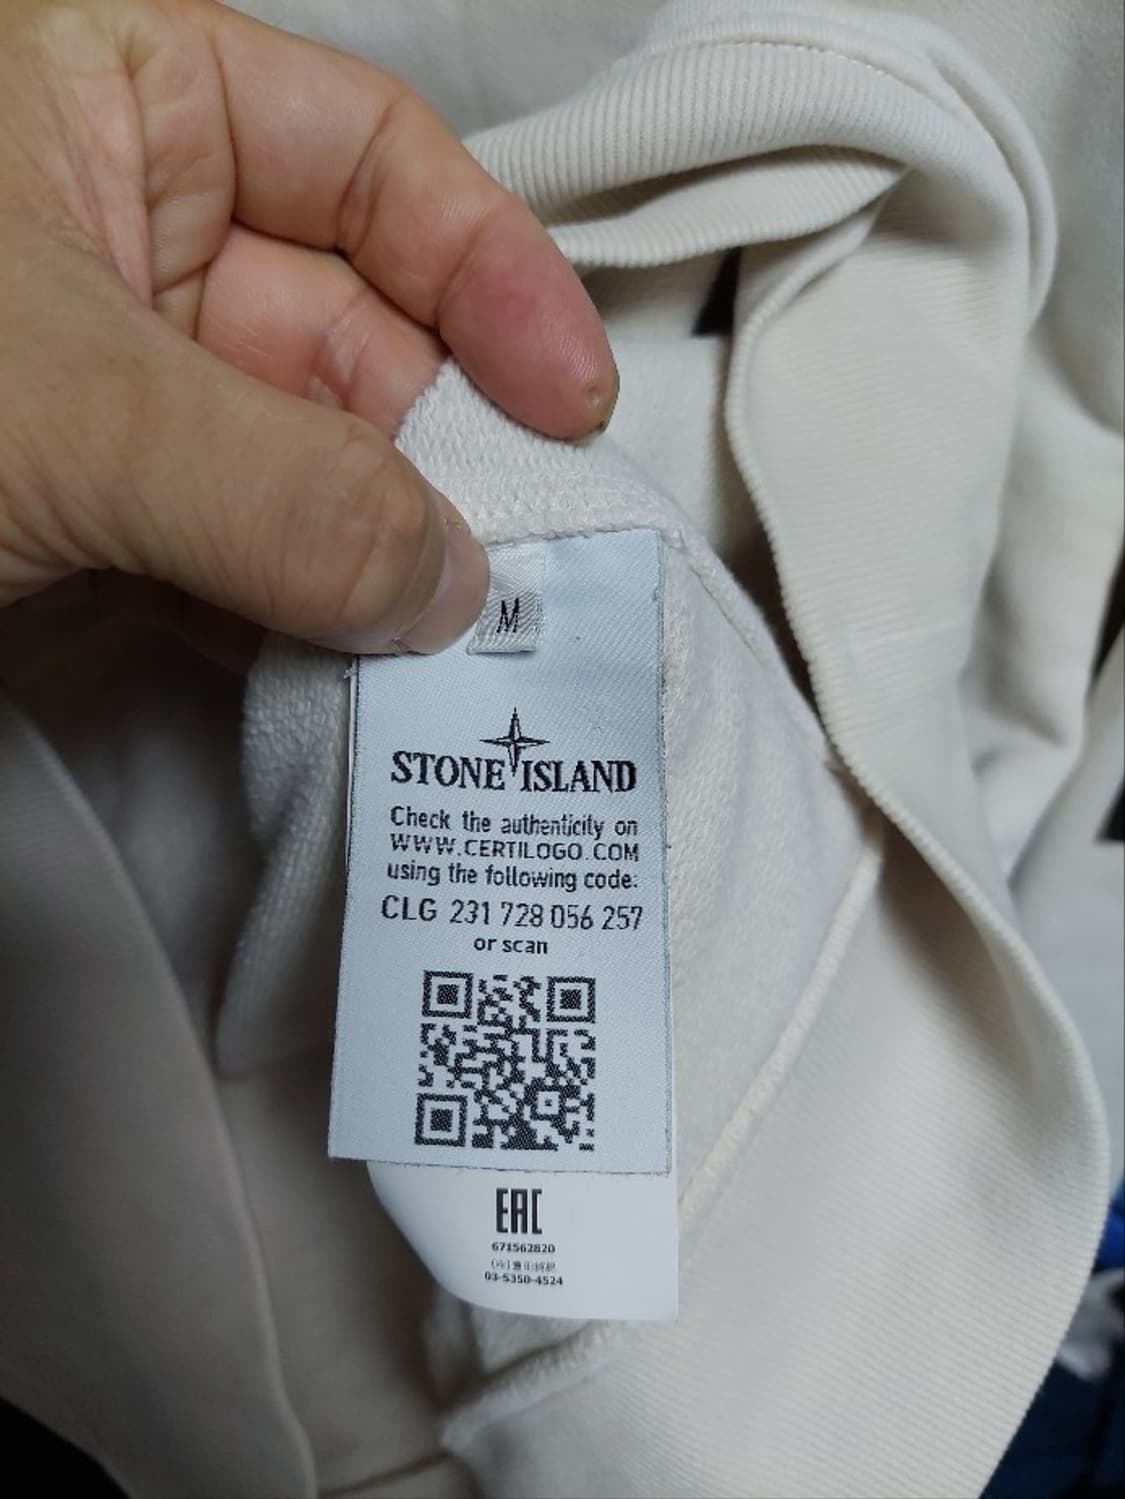 M
STONE ISLAND
Check the authenticity on
WWW.CERTILOGO.COM
using the following code:
CLG 231 728 056 257
or scan
EAC
671562820
03-5350-4524